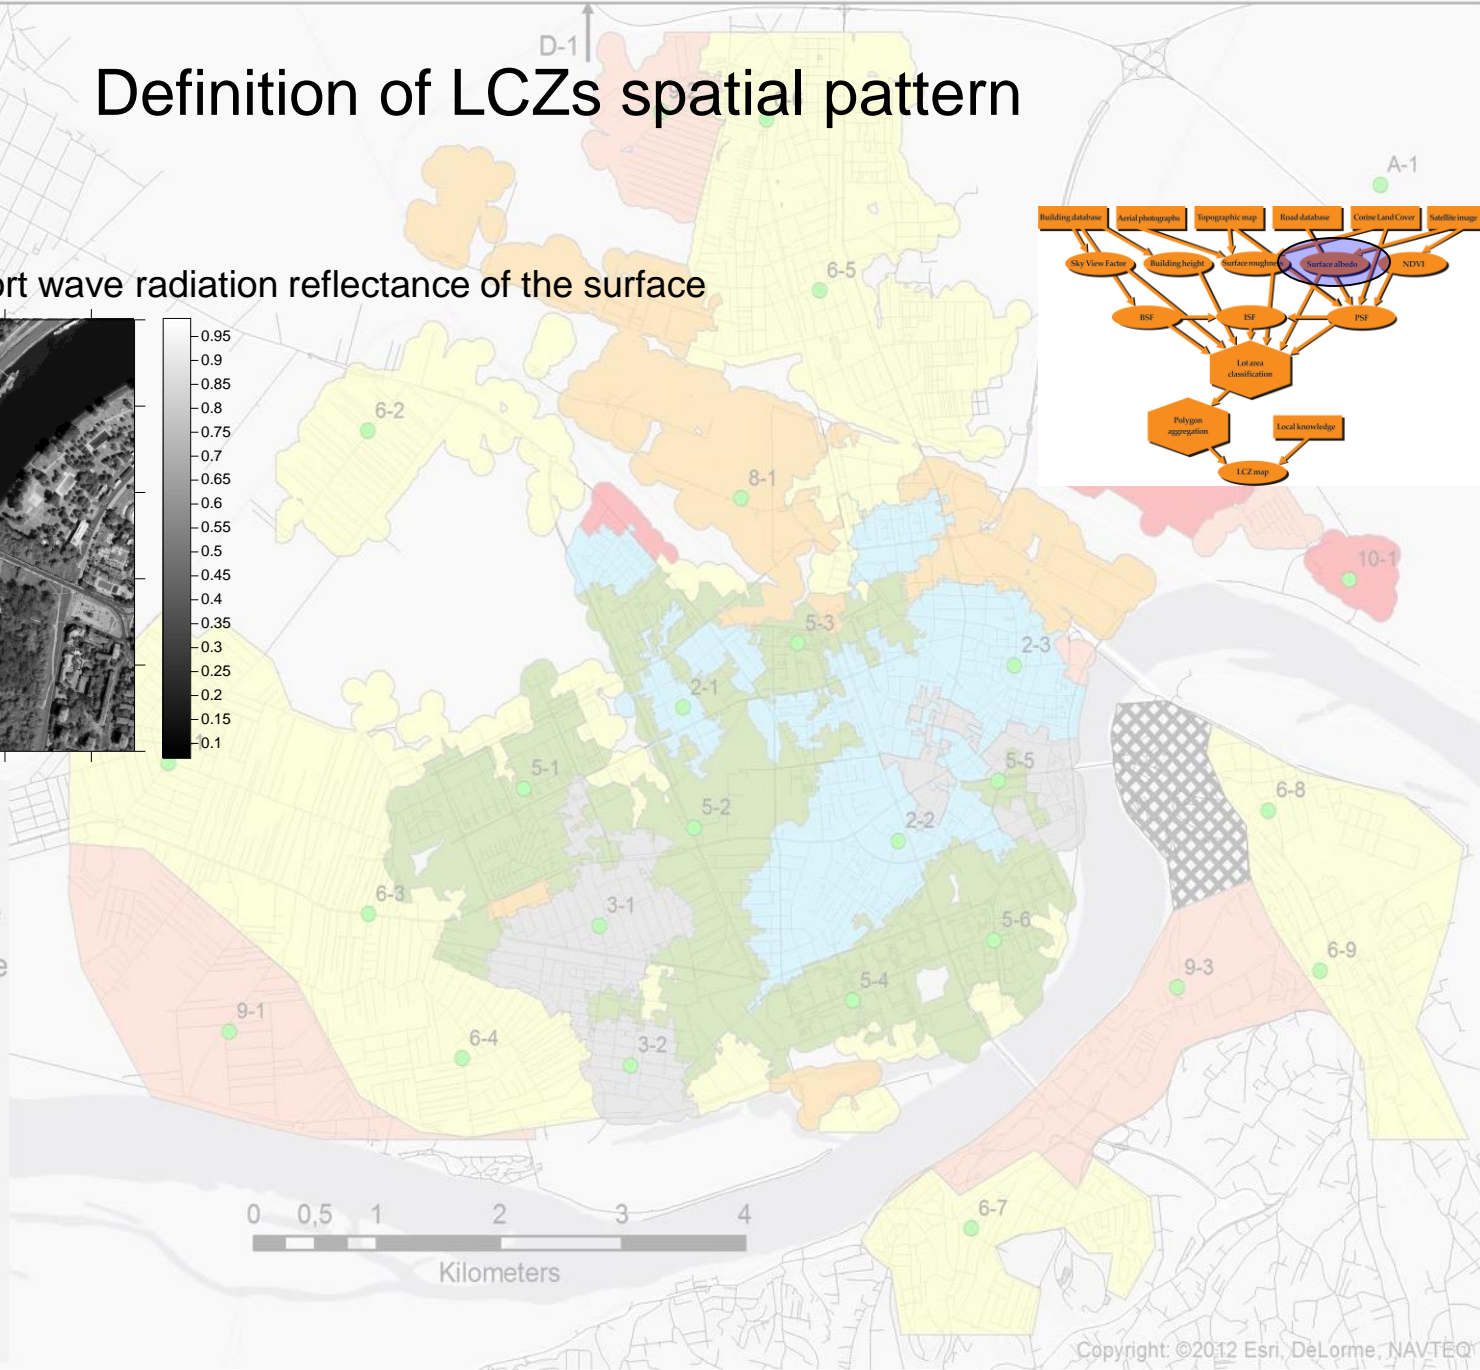 D-1
Definition of LCZs spatial pattern
A-1
Building database Aerial photographs Topographic map Road database Corine Land Cover Satellite image
Sky View Factor Building height Surface roughness Surface albedo NDVI
BSF ISF PSF
Lot area
classification
Polygon
aggregation
Local knowledge
LCZ map
6-5
ort wave radiation reflectance of the surface
0.95
0.9
0.85
0.8
0.75
0.7
0.65
0.6
0.55
0.5
0.45
0.4
0.35
0.3
0.25
0.2
0.15
0.1
6-2
8-1
10-1
5-3
2-3
2-1
5-1
5-5
5-2
6-8
2-2
6-3
3-1
5-6
6-9
9-3
e
5-4
9-1
6-4
3-2
6-7
0 0,5 1 2 3 4
Kilometers
Copyright: ©2012 Esri, DeLorme, NAVTEQ